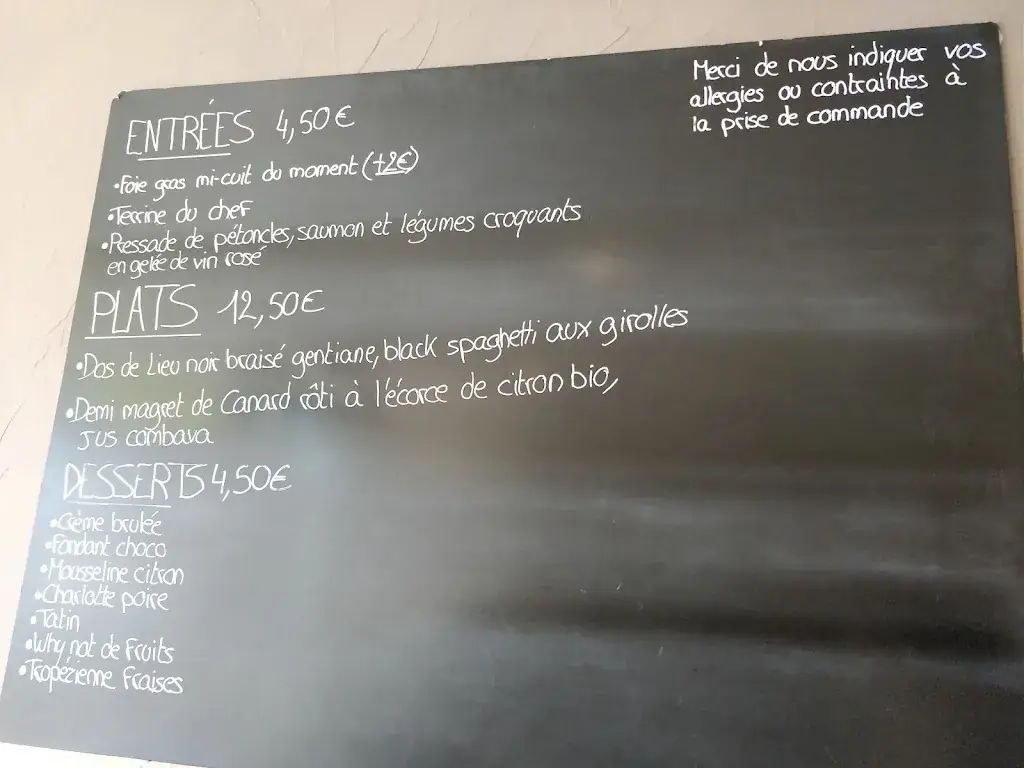 Merci de nous indiquer vos
allergies ou contraintes à
la prise de commande
ENTRÉES 4,50€
•Foie gras mi-cuit du moment (+2€)
•Terrine du chef
•Pressade de pétoncles, saumon et légumes croquants
en gelée de vin rosé
PLATS 12,50€
•Dos de Lieu noir braisé gentiane, black spaghetti aux girolles
•Demi magret de Canard rôti à l'écorce de citron bio,
jus combava
DESSERTS 4,50€
•Crème brulée
•Fondant choco
•Mousseline citron
•Charlotte poire
•Tatin
•Why not de Fruits
•Tropézienne Fraises